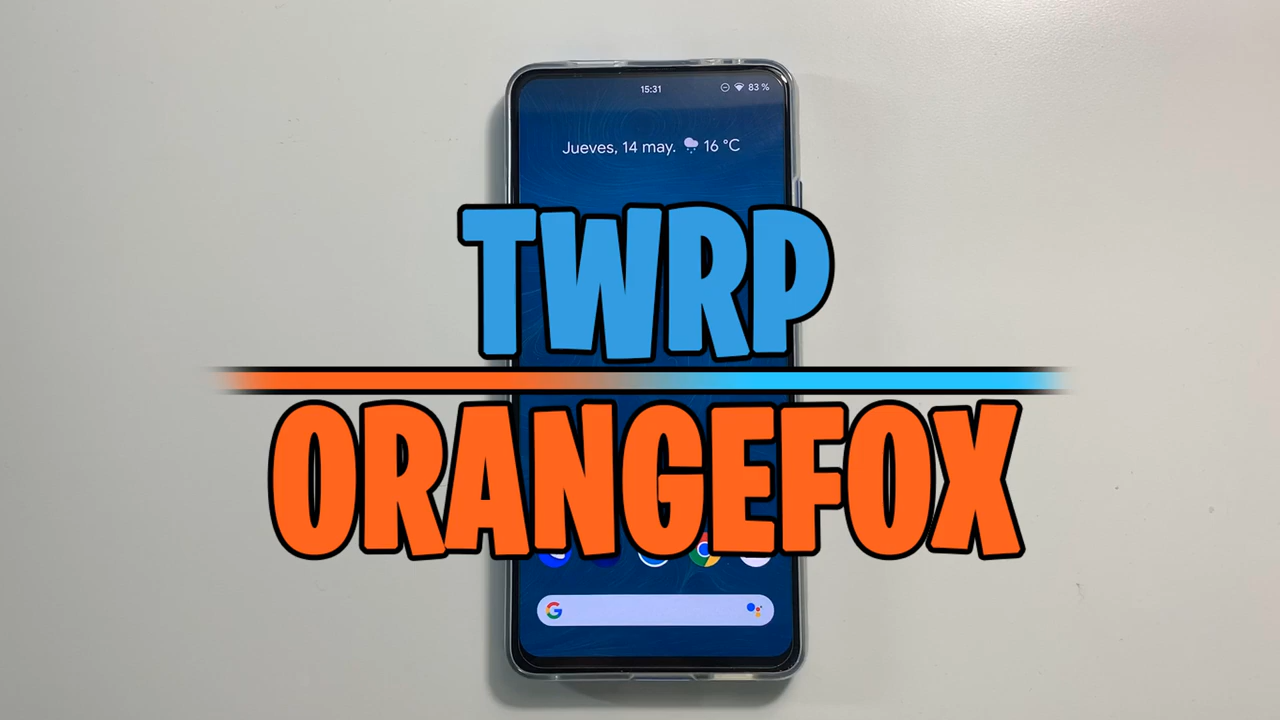 15:31
83 %
Jueves, 14 may. 16 °C
TWRP
ORANGEFOX